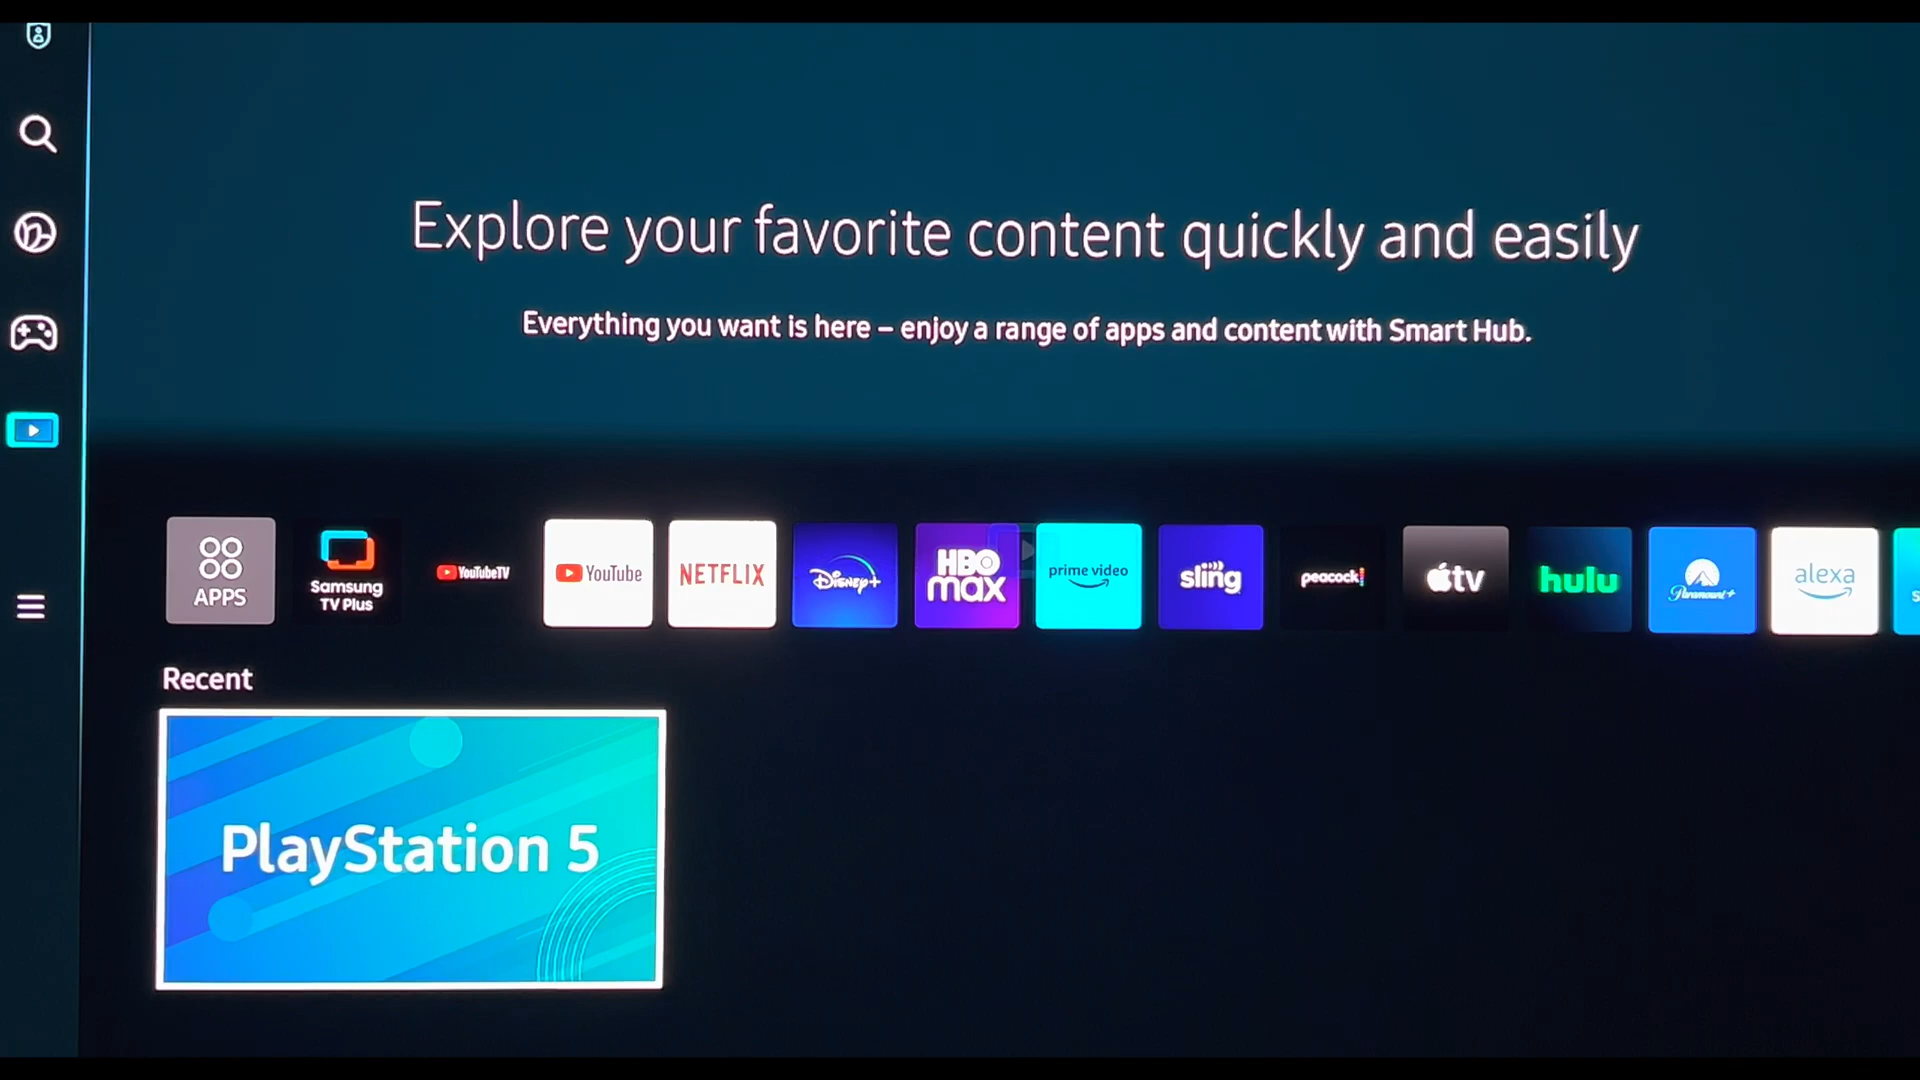 Explore your favorite content quickly and easily
Everything you want is here – enjoy a range of apps and content with Smart Hub.
APPS
Samsung
TV Plus
YouTubeTV
YouTube
NETFLIX
Disney+
HBO
max
prime video
sling
peacock
tv
hulu
Paramount+
alexa
Recent
PlayStation 5